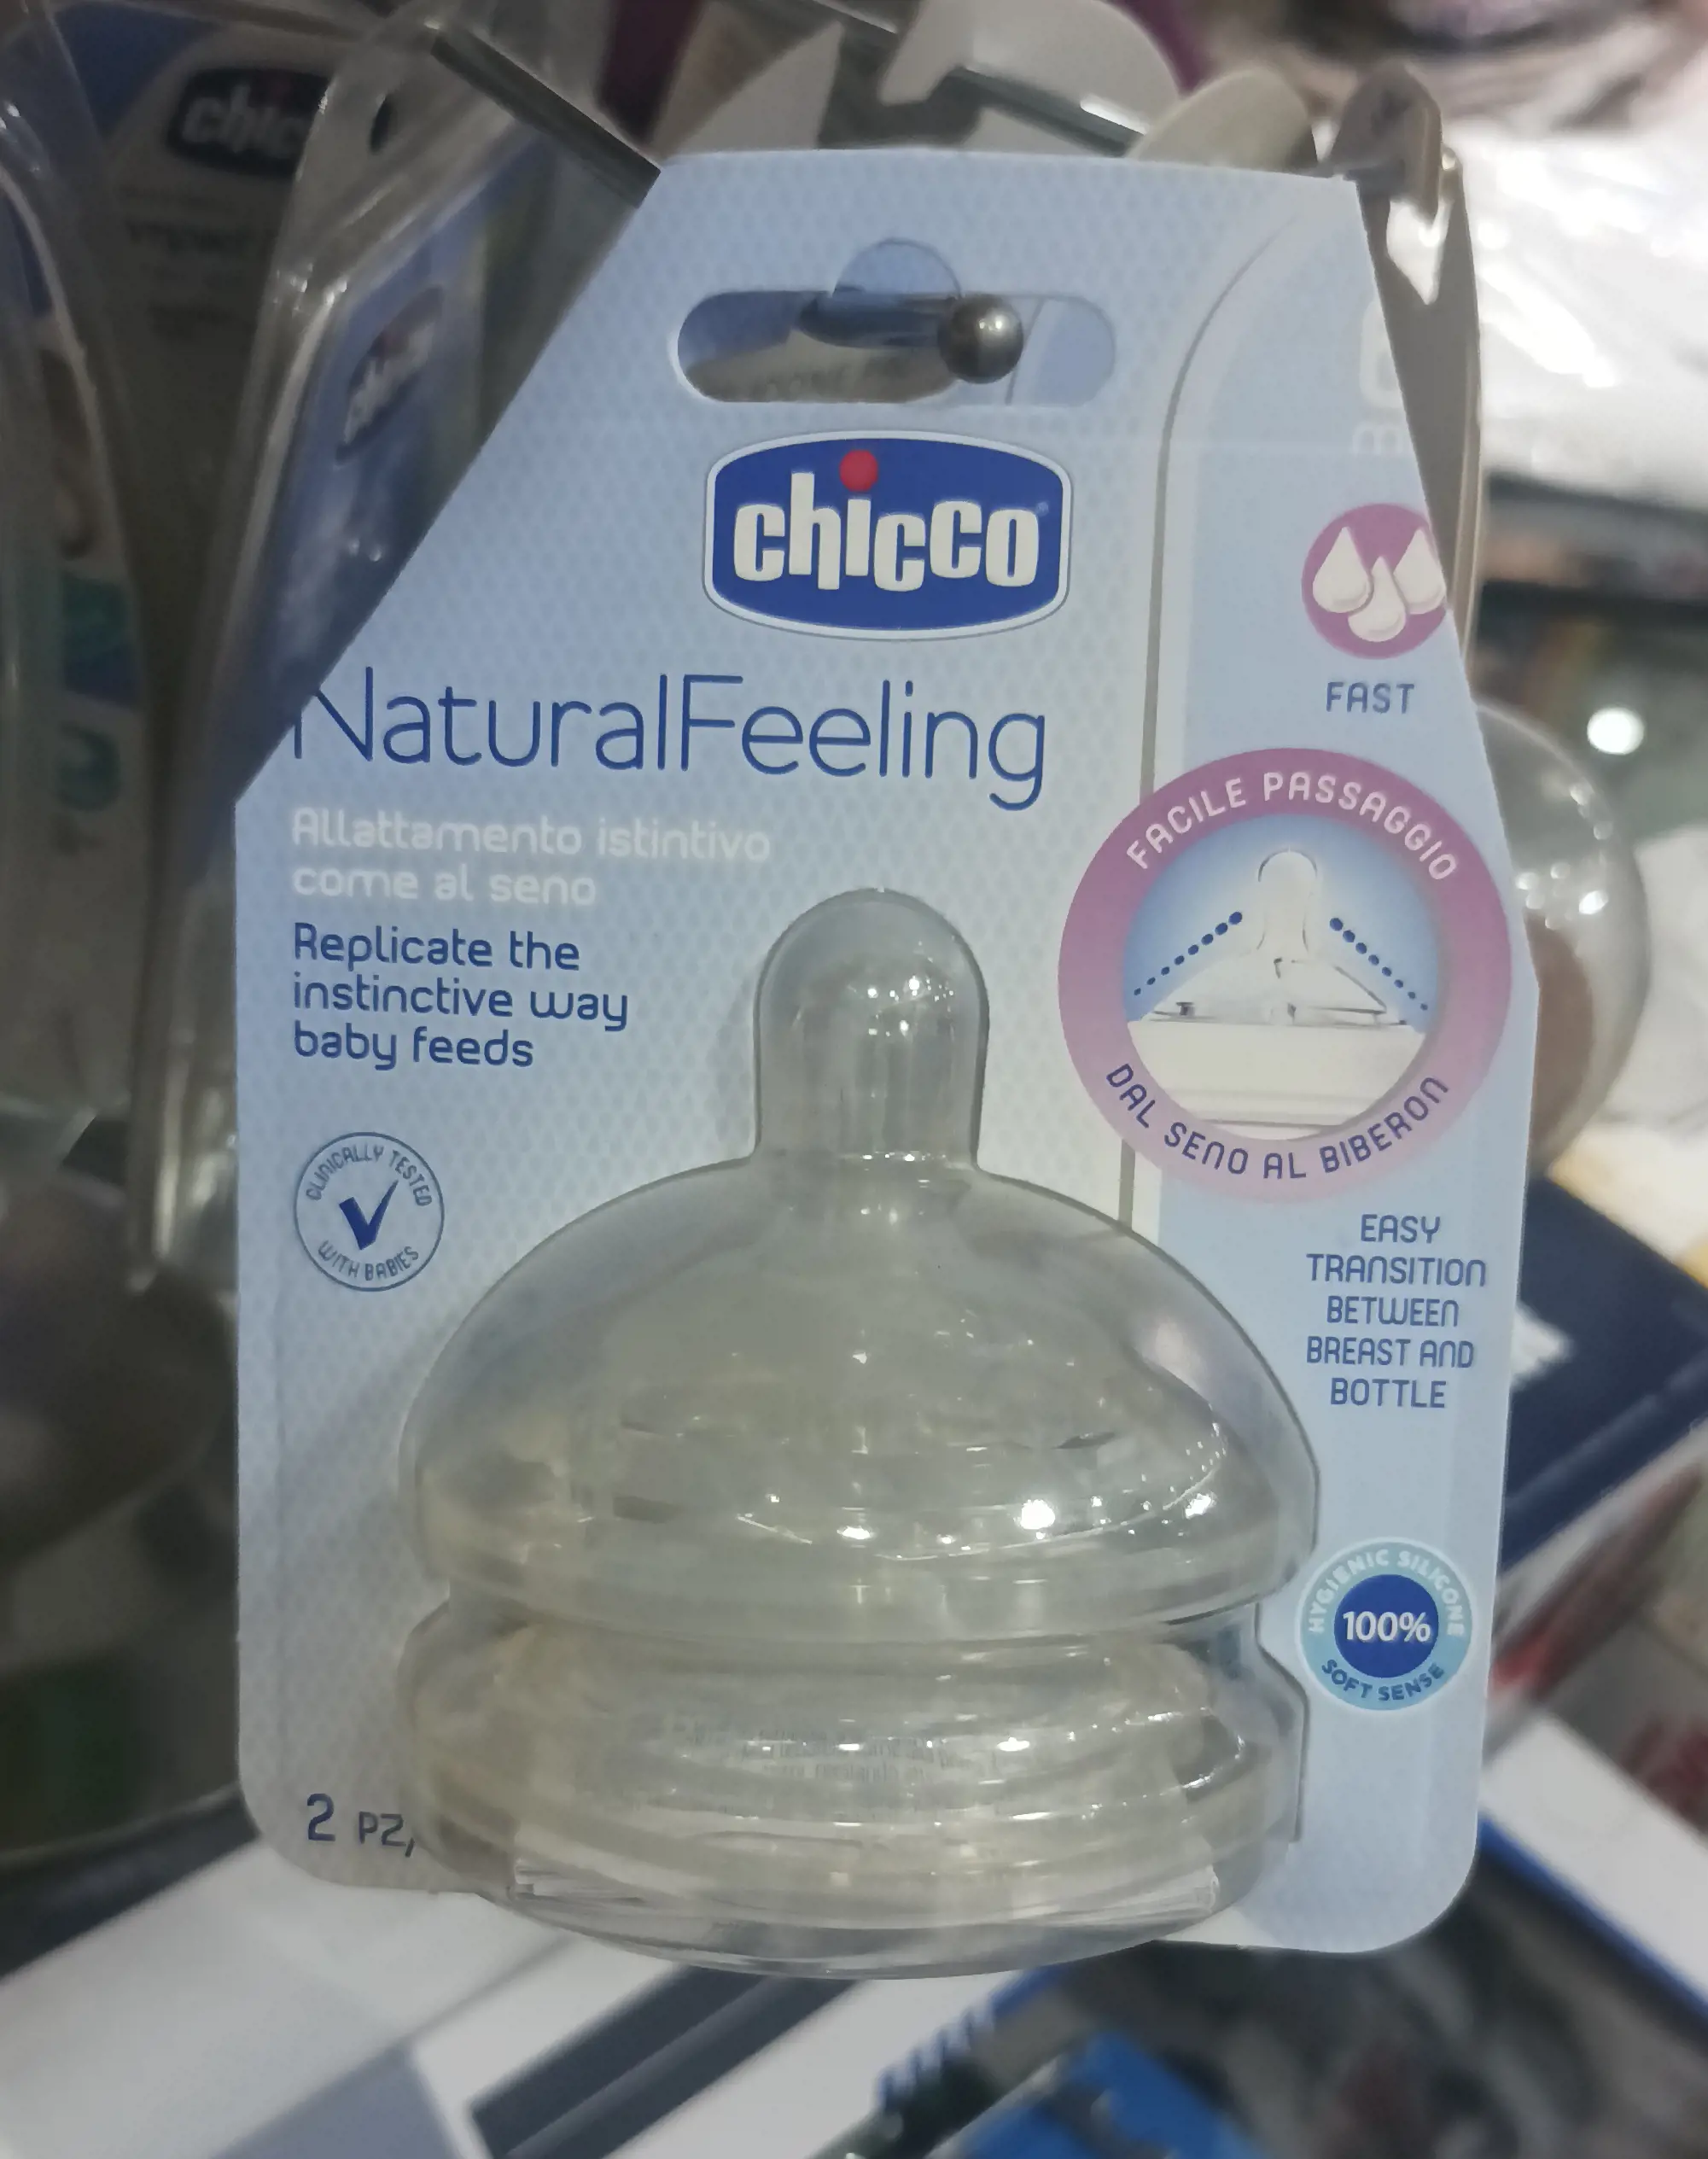 chicco
NaturalFeeling
Allattamento istintivo
come al seno
Replicate the
instinctive way
baby feeds
CLINICALLY TESTED
WITH BABIES
2 PZ,
FAST
FACILE PASSAGGIO
DAL SENO AL BIBERON
EASY
TRANSITION
BETWEEN
BREAST AND
BOTTLE
HYGIENIC SILICONE
100%
SOFT SENSE